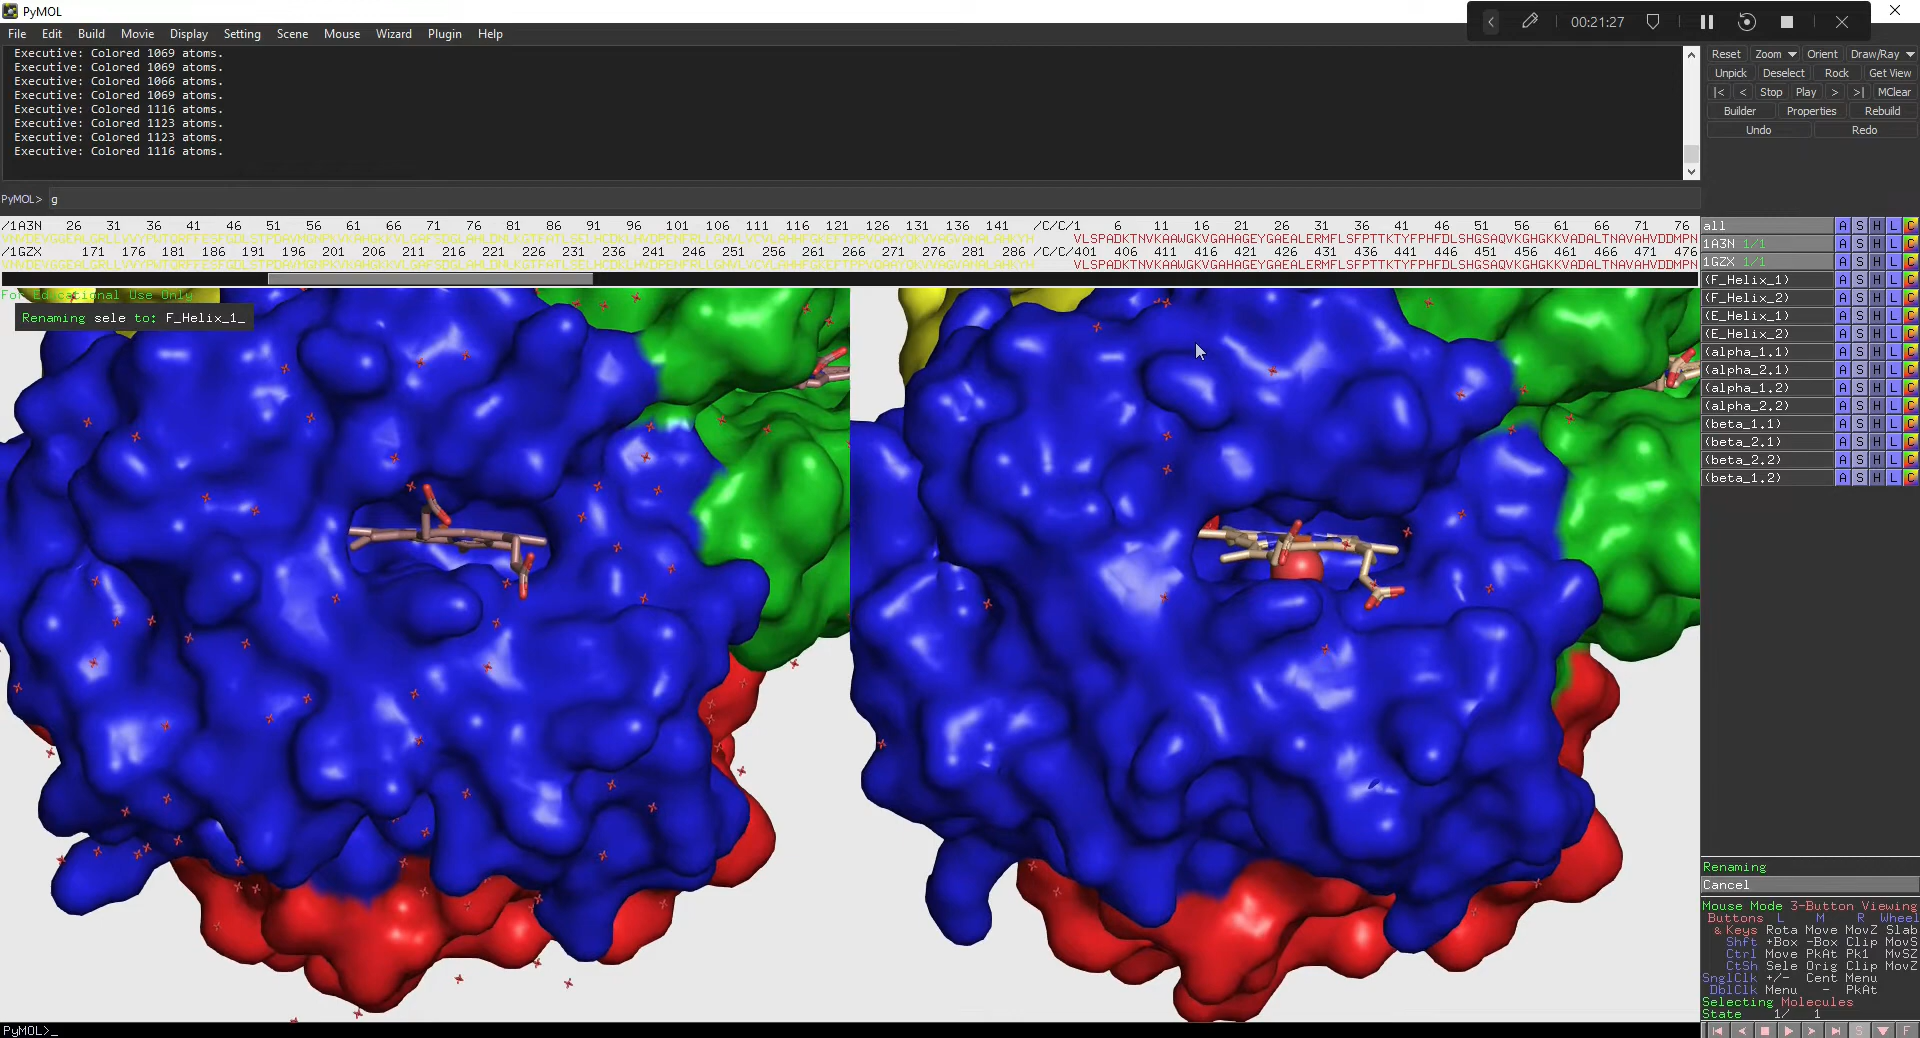 PyMOL
00:21:27
File Edit Build Movie Display Setting Scene Mouse Wizard Plugin Help
Executive: Colored 1069 atoms.
Executive: Colored 1069 atoms.
Executive: Colored 1066 atoms.
Executive: Colored 1069 atoms.
Executive: Colored 1116 atoms.
Executive: Colored 1123 atoms.
Executive: Colored 1123 atoms.
Executive: Colored 1116 atoms.
Reset Zoom Orient Draw/Ray
Unpick Deselect Rock Get View
|< < Stop Play > >| MClear
Builder Properties Rebuild
Undo Redo
PyMOL> g
/1A3N 26 31 36 41 46 51 56 61 66 71 76 81 86 91 96 101 106 111 116 121 126 131 136 141 /C/C/1 6 11 16 21 26 31 36 41 46 51 56 61 66 71 76
VLSPADKTNVKAAWGKVGAHAGEYGAEALERMFLSFPTTKTYFPHFDLSHGSAQVKGHGKKVADALTNAVAHVDDMPN
/1GZX 171 176 181 186 191 196 201 206 211 216 221 226 231 236 241 246 251 256 261 266 271 276 281 286 /C/C/401 406 411 416 421 426 431 436 441 446 451 456 461 466 471 476
VLSPADKTNVKAAWGKVGAHAGEYGAEALERMFLSFPTTKTYFPHFDLSHGSAQVKGHGKKVADALTNAVAHVDDMPN
For Educational Use Only
Renaming sele to: F_Helix_1_
all A S H L C
1A3N 1/1 A S H L C
1GZX 1/1 A S H L C
(F_Helix_1) A S H L C
(F_Helix_2) A S H L C
(E_Helix_1) A S H L C
(E_Helix_2) A S H L C
(alpha_1.1) A S H L C
(alpha_2.1) A S H L C
(alpha_1.2) A S H L C
(alpha_2.2) A S H L C
(beta_1.1) A S H L C
(beta_2.1) A S H L C
(beta_2.2) A S H L C
(beta_1.2) A S H L C
Renaming
Cancel
Mouse Mode 3-Button Viewing
Buttons L M R Wheel
& Keys Rota Move MovZ Slab
Shft +Box -Box Clip MovS
Ctrl Move PkAt Pk1 MvSZ
CtSh Sele Orig Clip MovZ
SnglClk +/- Cent Menu
DblClk Menu - PkAt
Selecting Molecules
State 1/ 1
S F
PyMOL>_